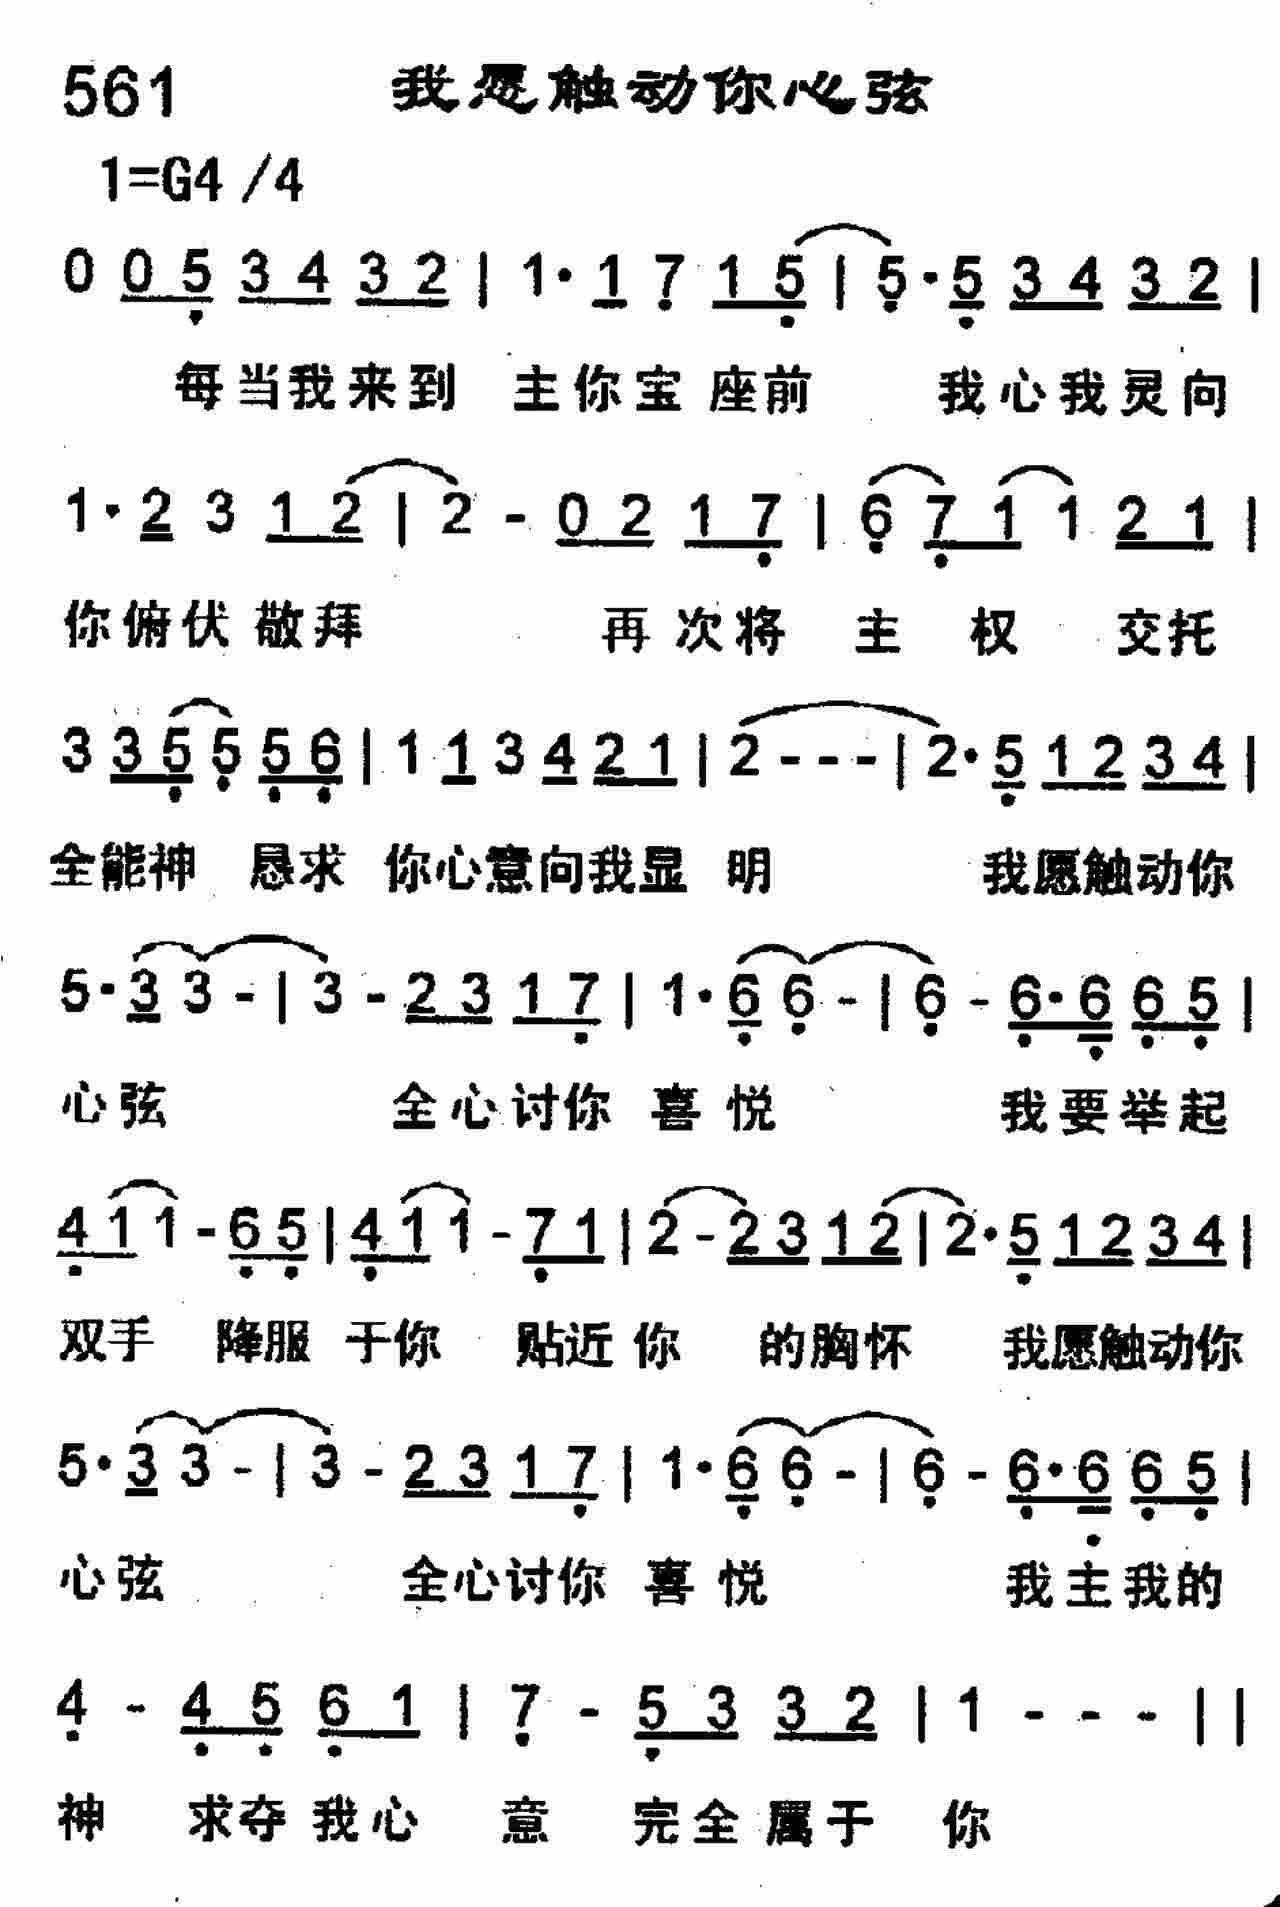 561 我愿触动你心弦
1=G4 /4
0 0 5 3 4 3 2 | 1· 1 7 1 5 | 5· 5 3 4 3 2 |
每当我来到 主你宝座前 我心我灵向
1· 2 3 1 2 | 2 - 0 2 1 7 | 6 7 1 1 2 1 |
你俯伏敬拜 再次将 主 权 交托
3 3 5 5 5 6 | 1 1 3 4 2 1 | 2 - - - | 2· 5 1 2 3 4 |
全能神 恳求 你心意向我显 明 我愿触动你
5· 3 3 - | 3 - 2 3 1 7 | 1· 6 6 - | 6 - 6· 6 6 5 |
心弦 全心讨你 喜悦 我要举起
4 1 1 - 6 5 | 4 1 1 - 7 1 | 2 - 2 3 1 2 | 2· 5 1 2 3 4 |
双手 降服 于你 贴近你 的胸怀 我愿触动你
5· 3 3 - | 3 - 2 3 1 7 | 1· 6 6 - | 6 - 6· 6 6 5 |
心弦 全心讨你 喜悦 我主我的
4 - 4 5 6 1 | 7 - 5 3 3 2 | 1 - - - | |
神 求夺我心 意 完全属于 你